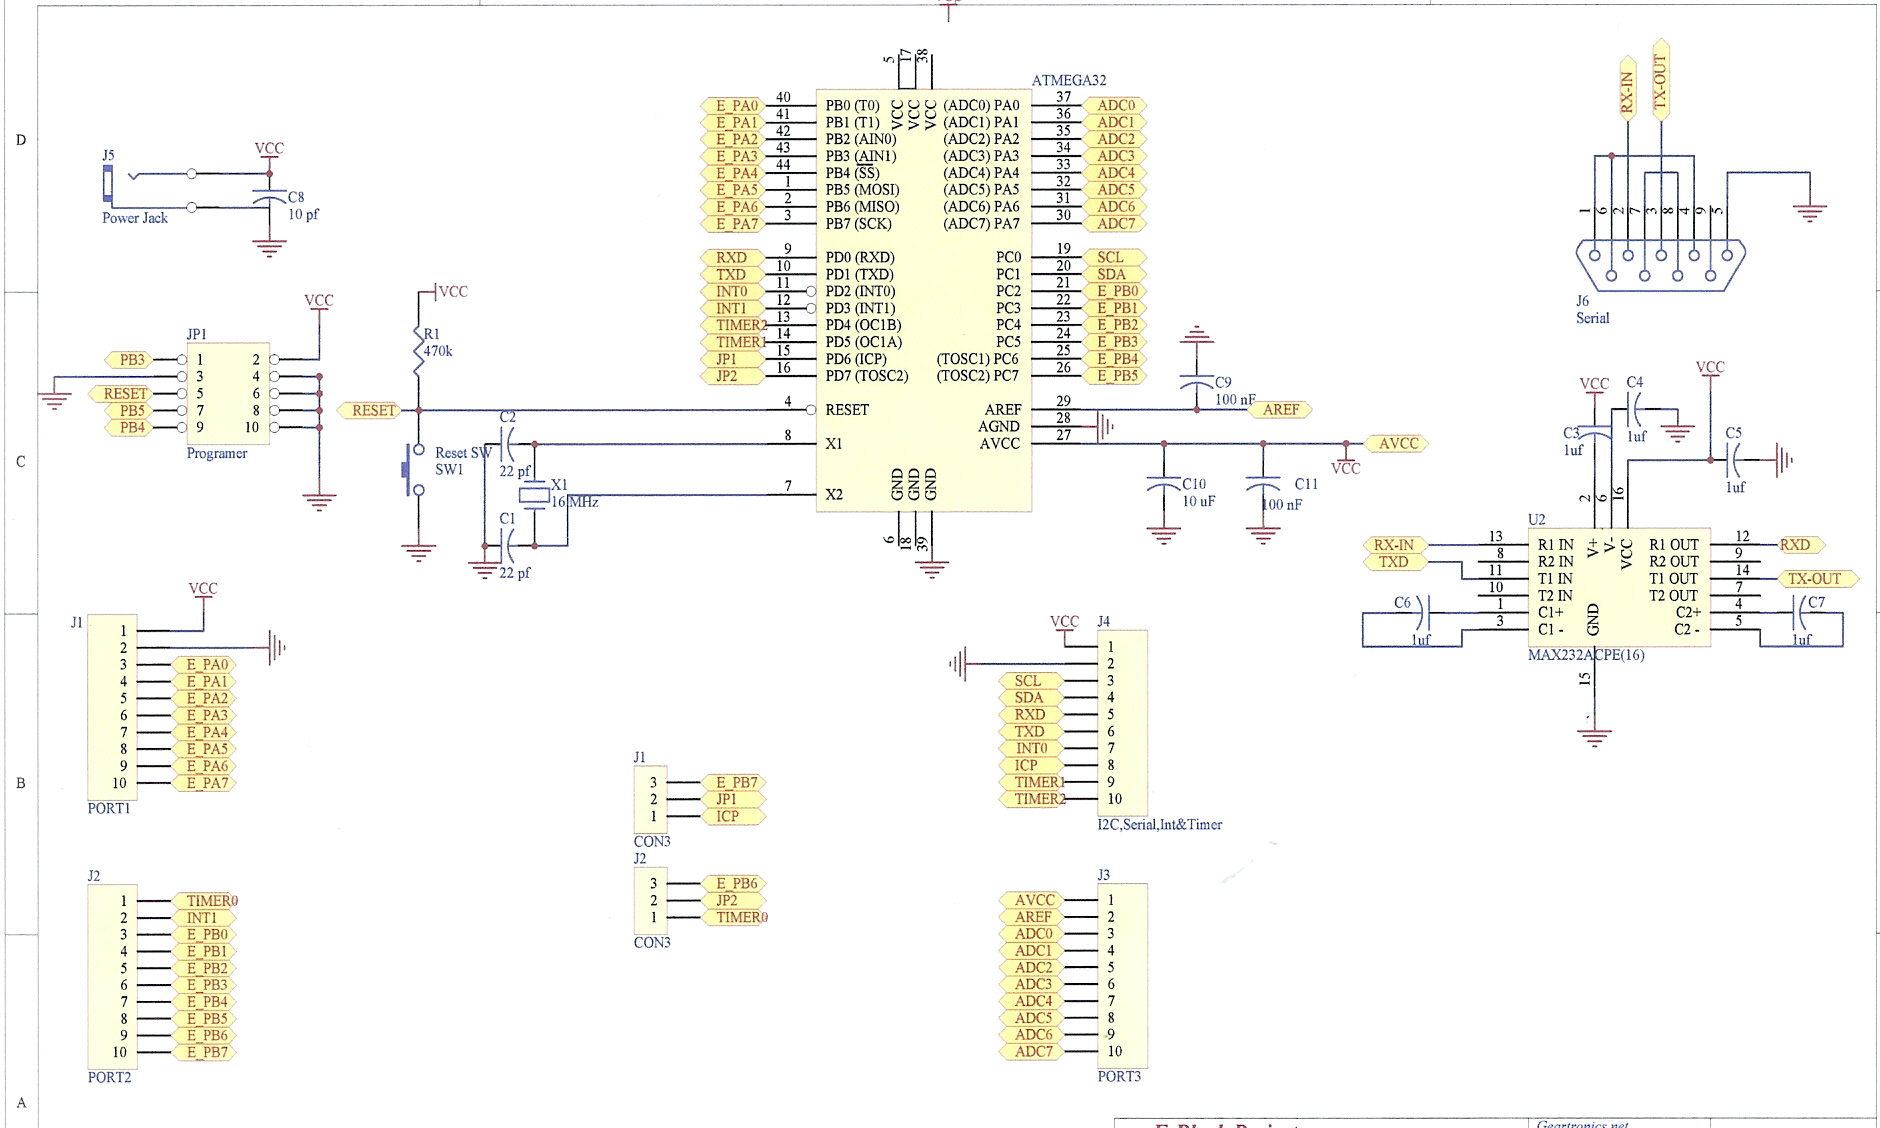 D
C
B
A
J5
Power Jack
VCC
C8
10 pf
JP1
VCC
PB3 1 2
3 4
RESET 5 6
PB5 7 8
PB4 9 10
Programer
VCC
R1
470k
RESET
Reset SW
SW1
C2
22 pf
X1
16 MHz
C1
22 pf
ATMEGA32
5 17 38
VCC VCC VCC
E_PA0 40 PB0 (T0) (ADC0) PA0 37 ADC0
E_PA1 41 PB1 (T1) (ADC1) PA1 36 ADC1
E_PA2 42 PB2 (AIN0) (ADC2) PA2 35 ADC2
E_PA3 43 PB3 (AIN1) (ADC3) PA3 34 ADC3
E_PA4 44 PB4 (SS) (ADC4) PA4 33 ADC4
E_PA5 1 PB5 (MOSI) (ADC5) PA5 32 ADC5
E_PA6 2 PB6 (MISO) (ADC6) PA6 31 ADC6
E_PA7 3 PB7 (SCK) (ADC7) PA7 30 ADC7
RXD 9 PD0 (RXD) PC0 19 SCL
TXD 10 PD1 (TXD) PC1 20 SDA
INT0 11 PD2 (INT0) PC2 21 E_PB0
INT1 12 PD3 (INT1) PC3 22 E_PB1
TIMER2 13 PD4 (OC1B) PC4 23 E_PB2
TIMER1 14 PD5 (OC1A) PC5 24 E_PB3
JP1 15 PD6 (ICP) (TOSC1) PC6 25 E_PB4
JP2 16 PD7 (TOSC2) (TOSC2) PC7 26 E_PB5
4 RESET AREF 29 AREF
AGND 28
8 X1 AVCC 27 AVCC
7 X2
GND GND GND
6 18 39
C9
100 nF
VCC
C10
10 uF
C11
100 nF
RX-IN
TX-OUT
1 6 2 7 3 8 4 9 5
J6
Serial
VCC
C4
1uf
C3
1uf
VCC
C5
1uf
2 6 16
U2
V+ V- VCC
RX-IN 13 R1 IN R1 OUT 12 RXD
8 R2 IN R2 OUT 9
TXD 11 T1 IN T1 OUT 14 TX-OUT
10 T2 IN T2 OUT 7
1 C1+ C2+ 4
3 C1 - C2 - 5
GND
C6
1uf
C7
1uf
MAX232ACPE(16)
15
VCC
J1
1
2
3 E_PA0
4 E_PA1
5 E_PA2
6 E_PA3
7 E_PA4
8 E_PA5
9 E_PA6
10 E_PA7
PORT1
J2
1 TIMER0
2 INT1
3 E_PB0
4 E_PB1
5 E_PB2
6 E_PB3
7 E_PB4
8 E_PB5
9 E_PB6
10 E_PB7
PORT2
J1
3 E_PB7
2 JP1
1 ICP
CON3
J2
3 E_PB6
2 JP2
1 TIMER0
CON3
VCC
J4
1
2
SCL 3
SDA 4
RXD 5
TXD 6
INT0 7
ICP 8
TIMER1 9
TIMER2 10
I2C,Serial,Int&Timer
J3
AVCC 1
AREF 2
ADC0 3
ADC1 4
ADC2 5
ADC3 6
ADC4 7
ADC5 8
ADC6 9
ADC7 10
PORT3
Geartronics.net